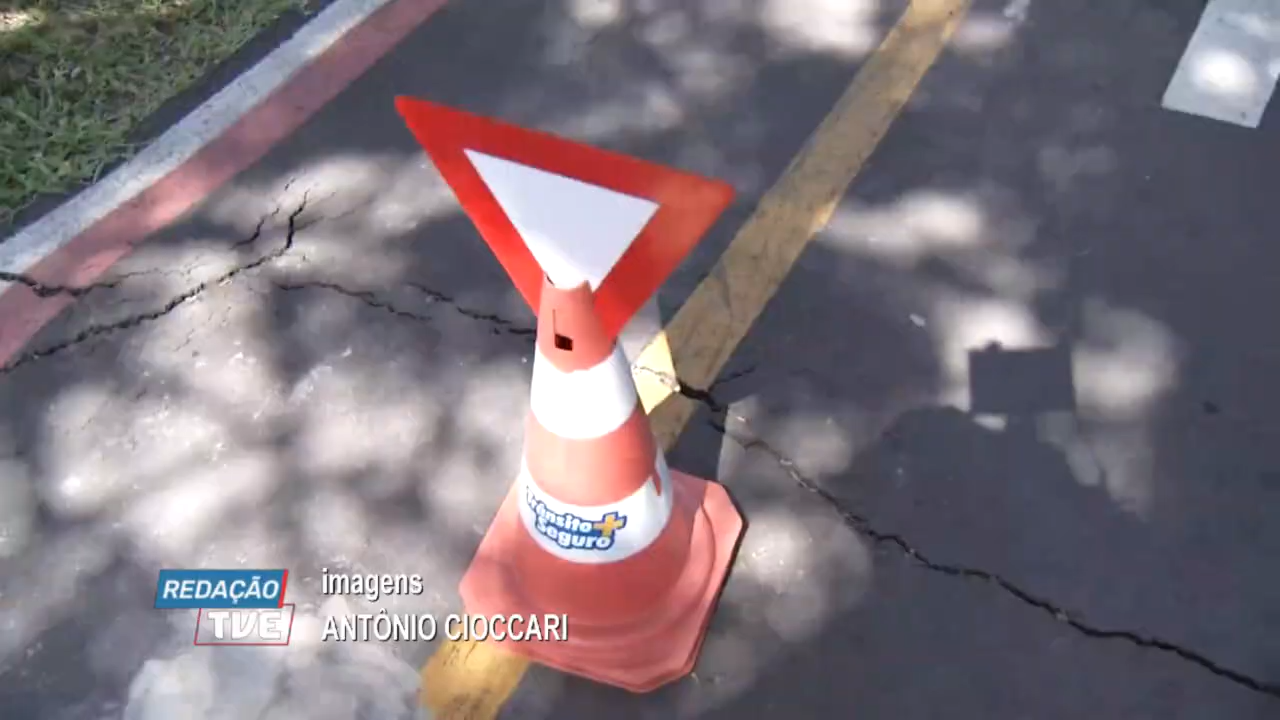 Trânsito+
Seguro
REDAÇÃO
TVE
imagens
ANTÔNIO CIOCCARI